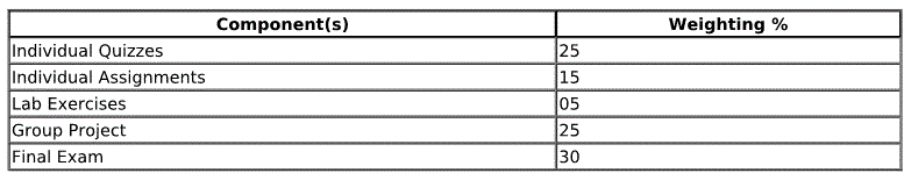 Component(s) Weighting %
Individual Quizzes 25
Individual Assignments 15
Lab Exercises 05
Group Project 25
Final Exam 30